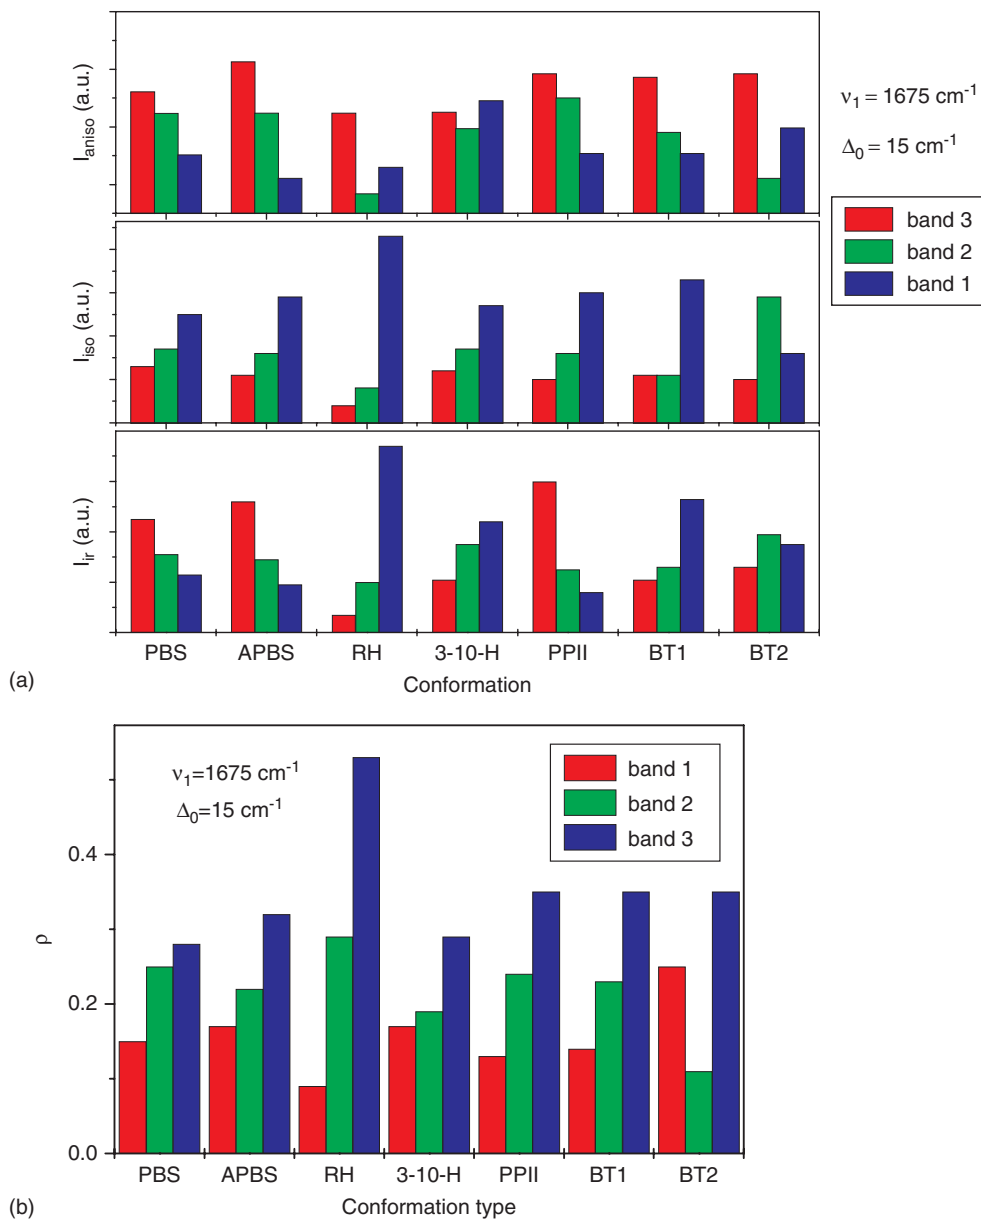 I_aniso (a.u.)
ν₁ = 1675 cm⁻¹
Δ₀ = 15 cm⁻¹
band 3
band 2
band 1
I_iso (a.u.)
I_ir (a.u.)
PBS APBS RH 3-10-H PPII BT1 BT2
(a) Conformation
ν₁=1675 cm⁻¹
Δ₀=15 cm⁻¹
band 1
band 2
band 3
0.4
ρ
0.2
0.0
PBS APBS RH 3-10-H PPII BT1 BT2
(b) Conformation type